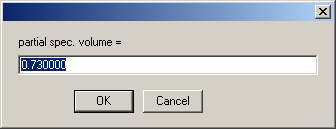 partial spec. volume =
0.730000
OK Cancel